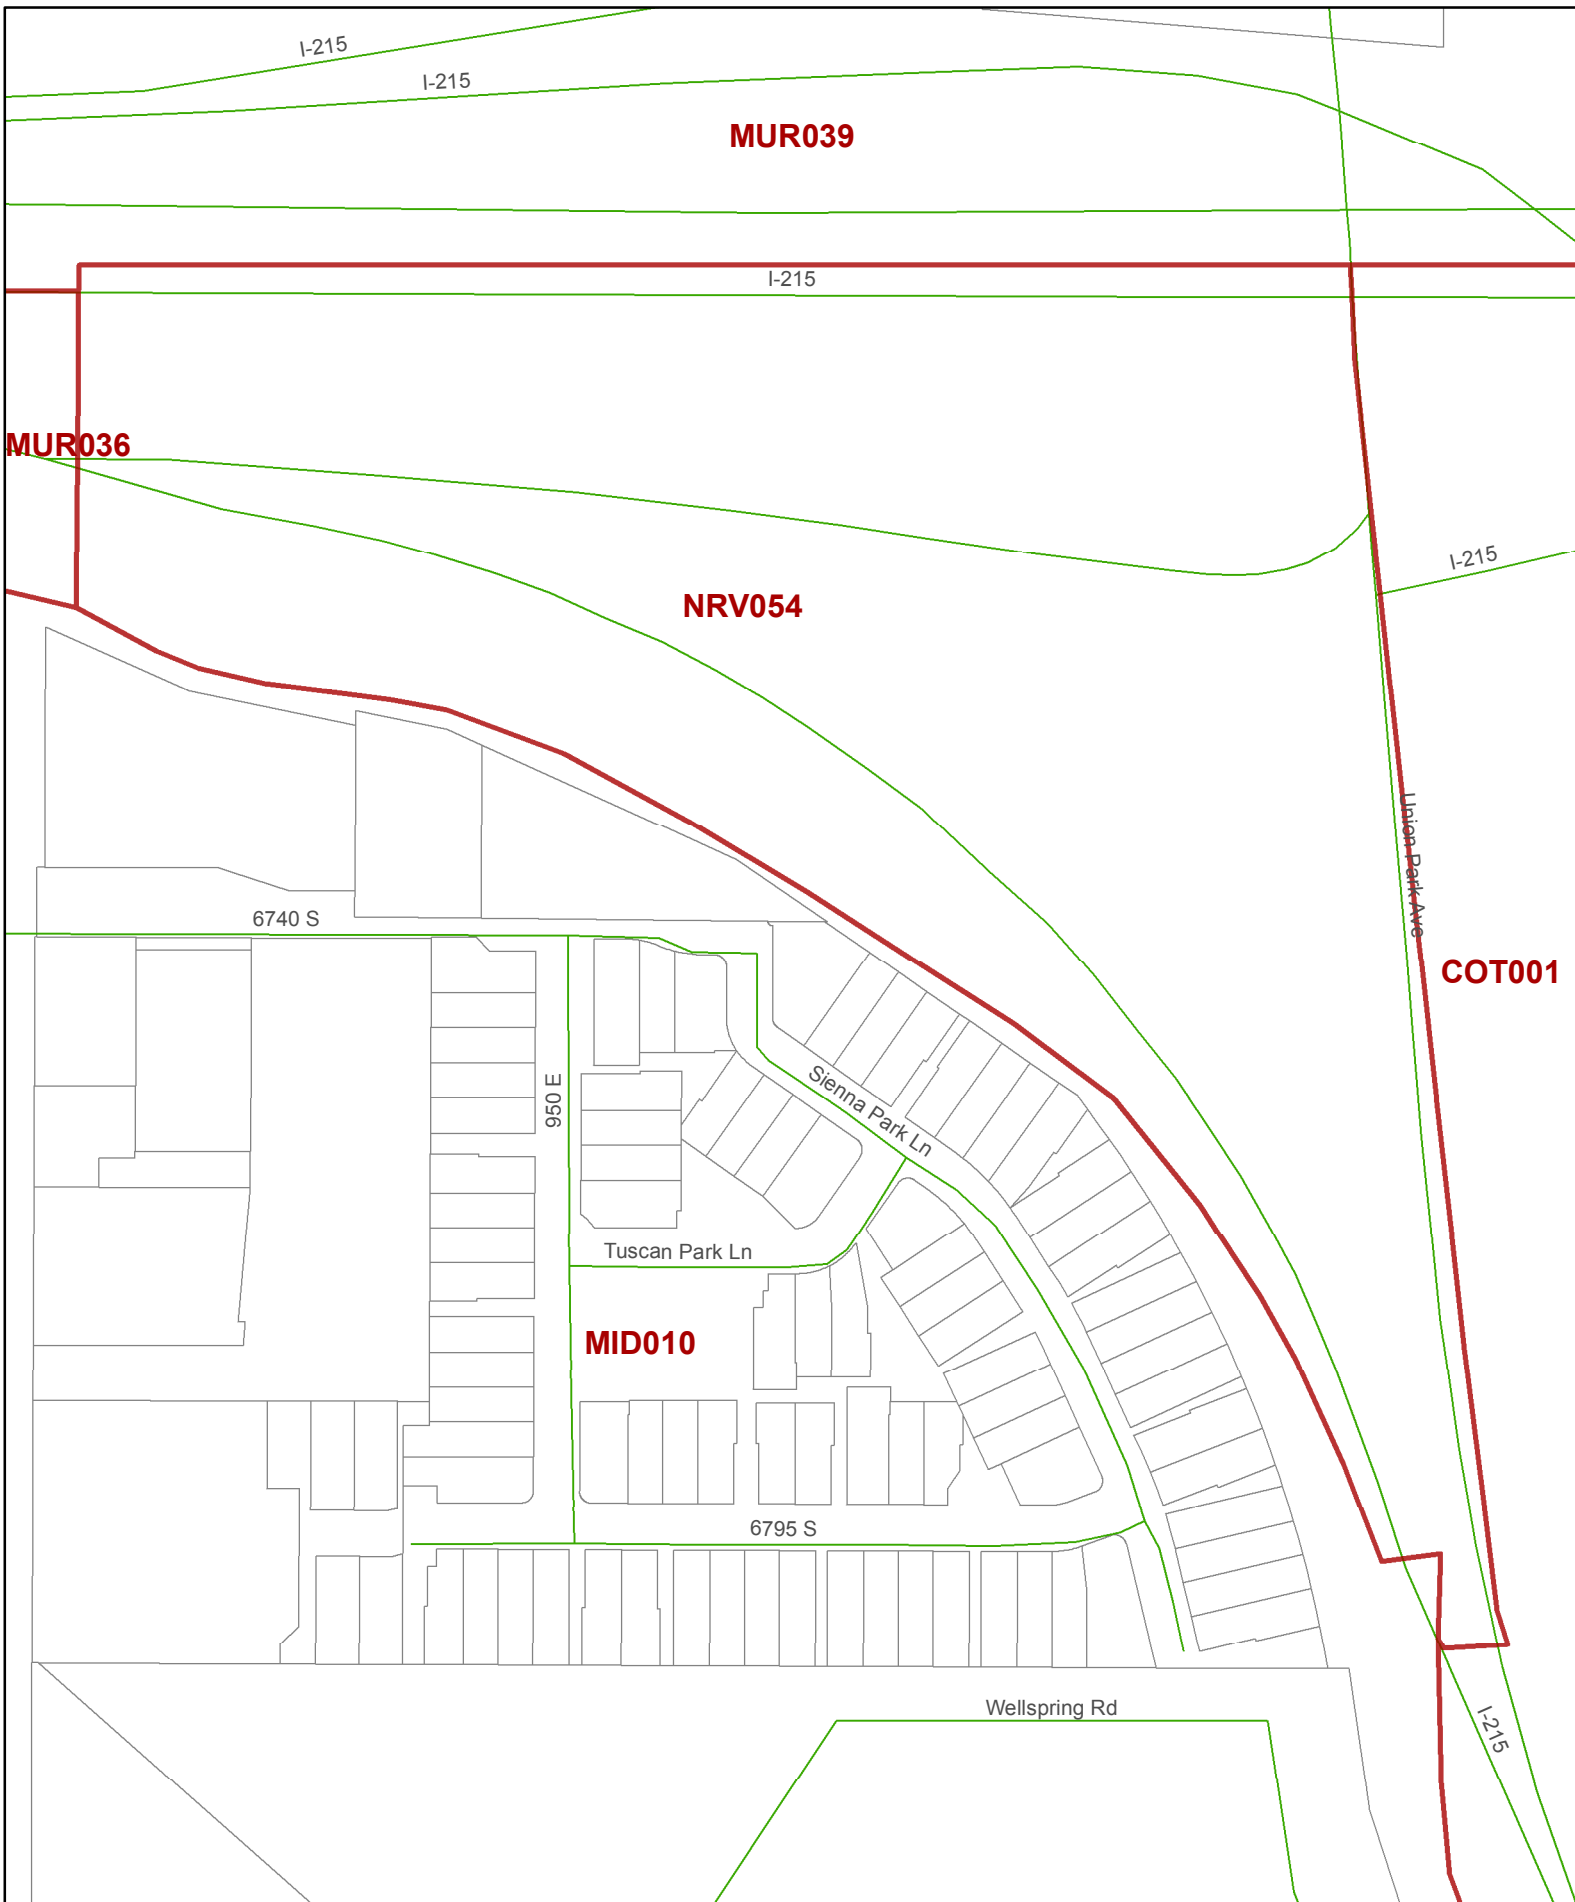 I-215
I-215
MUR039
I-215
MUR036
I-215
NRV054
Union Park Ave
6740 S
COT001
950 E
Sienna Park Ln
Tuscan Park Ln
MID010
6795 S
Wellspring Rd
I-215